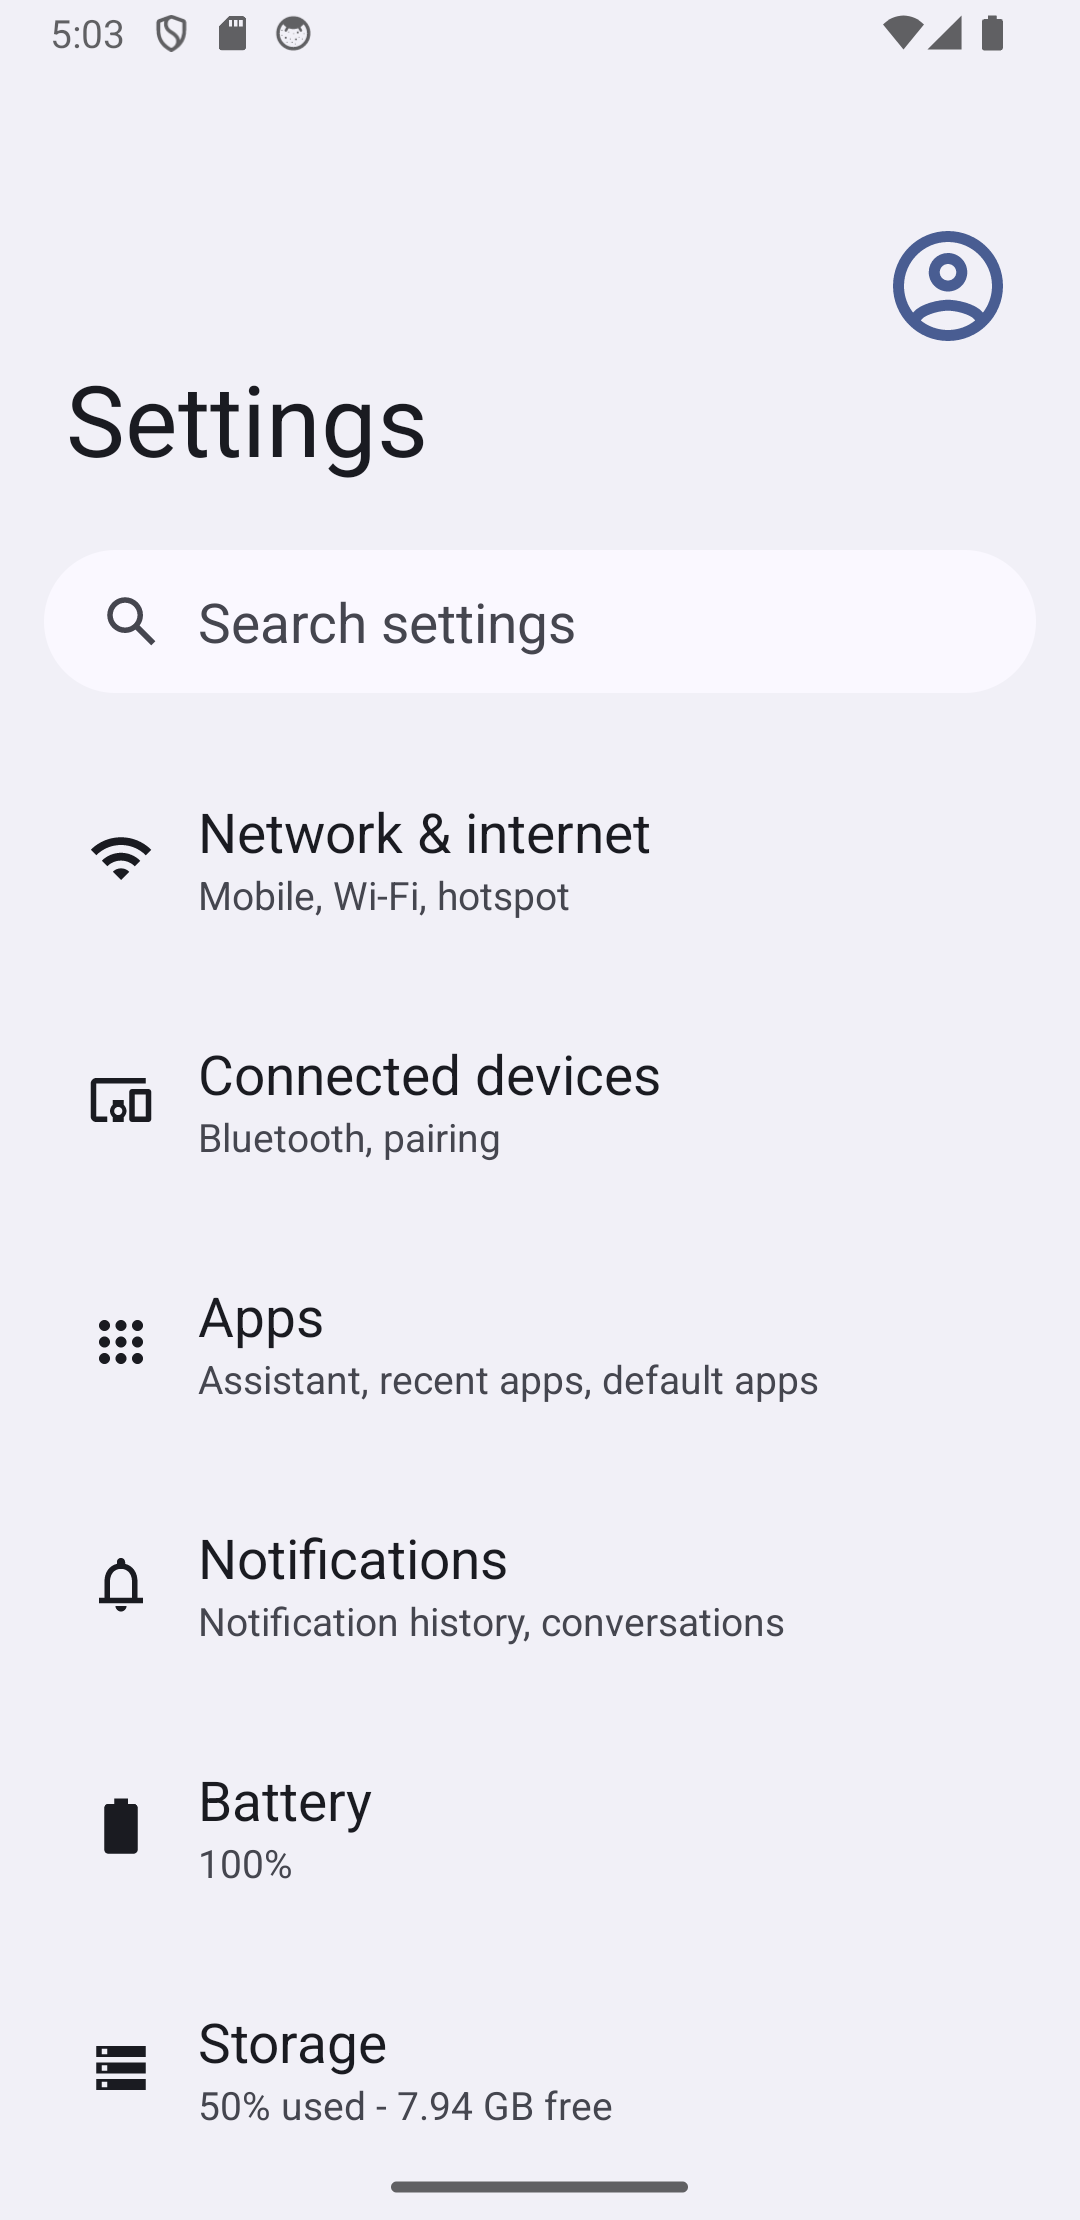 5:03
Settings
Search settings
Network & internet
Mobile, Wi-Fi, hotspot
Connected devices
Bluetooth, pairing
Apps
Assistant, recent apps, default apps
Notifications
Notification history, conversations
Battery
100%
Storage
50% used - 7.94 GB free